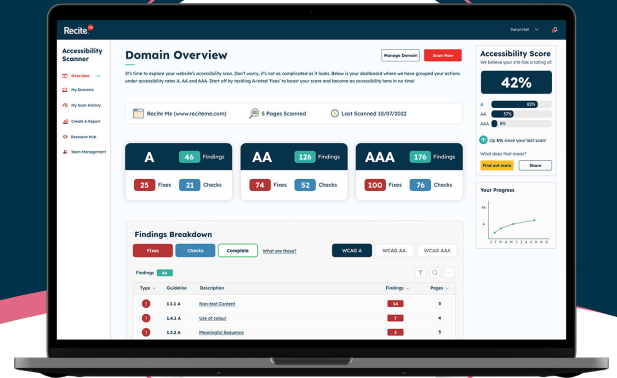 Recite
Daryl Hall
Accessibility
Scanner
Overview
My Domains
My Scan History
Create A Report
Resource Hub
Team Management
Domain Overview
Manage Domain
Scan Now
It's time to explore your website's accessibility scan. Don't worry, it's not as complicated as it looks. Below is your dashboard where we have grouped your actions
under accessibility rates A, AA and AAA. Start off by tackling A-rated 'Fixes' to boost your score and become an accessibility hero in no time!
Recite Me (www.reciteme.com)
5 Pages Scanned
Last Scanned 10/07/2022
A 46 Findings
25 Fixes 21 Checks
AA 126 Findings
74 Fixes 52 Checks
AAA 176 Findings
100 Fixes 76 Checks
Findings Breakdown
Fixes Checks Complete What are these?
WCAG A WCAG AA WCAG AAA
Findings 46
Type Guideline Description Findings Pages
1.1.1 A Non-text Content 14 5
1.4.1 A Use of colour 7 4
1.3.2 A Meaningful Sequence 5
Accessibility Score
We believe your site has a rating of:
42%
A 82%
AA 57%
AAA 6%
Up 6% since your last scan!
What does that mean?
Find out more
Share
Your Progress
AA
A
J F M A M J J A S O N D